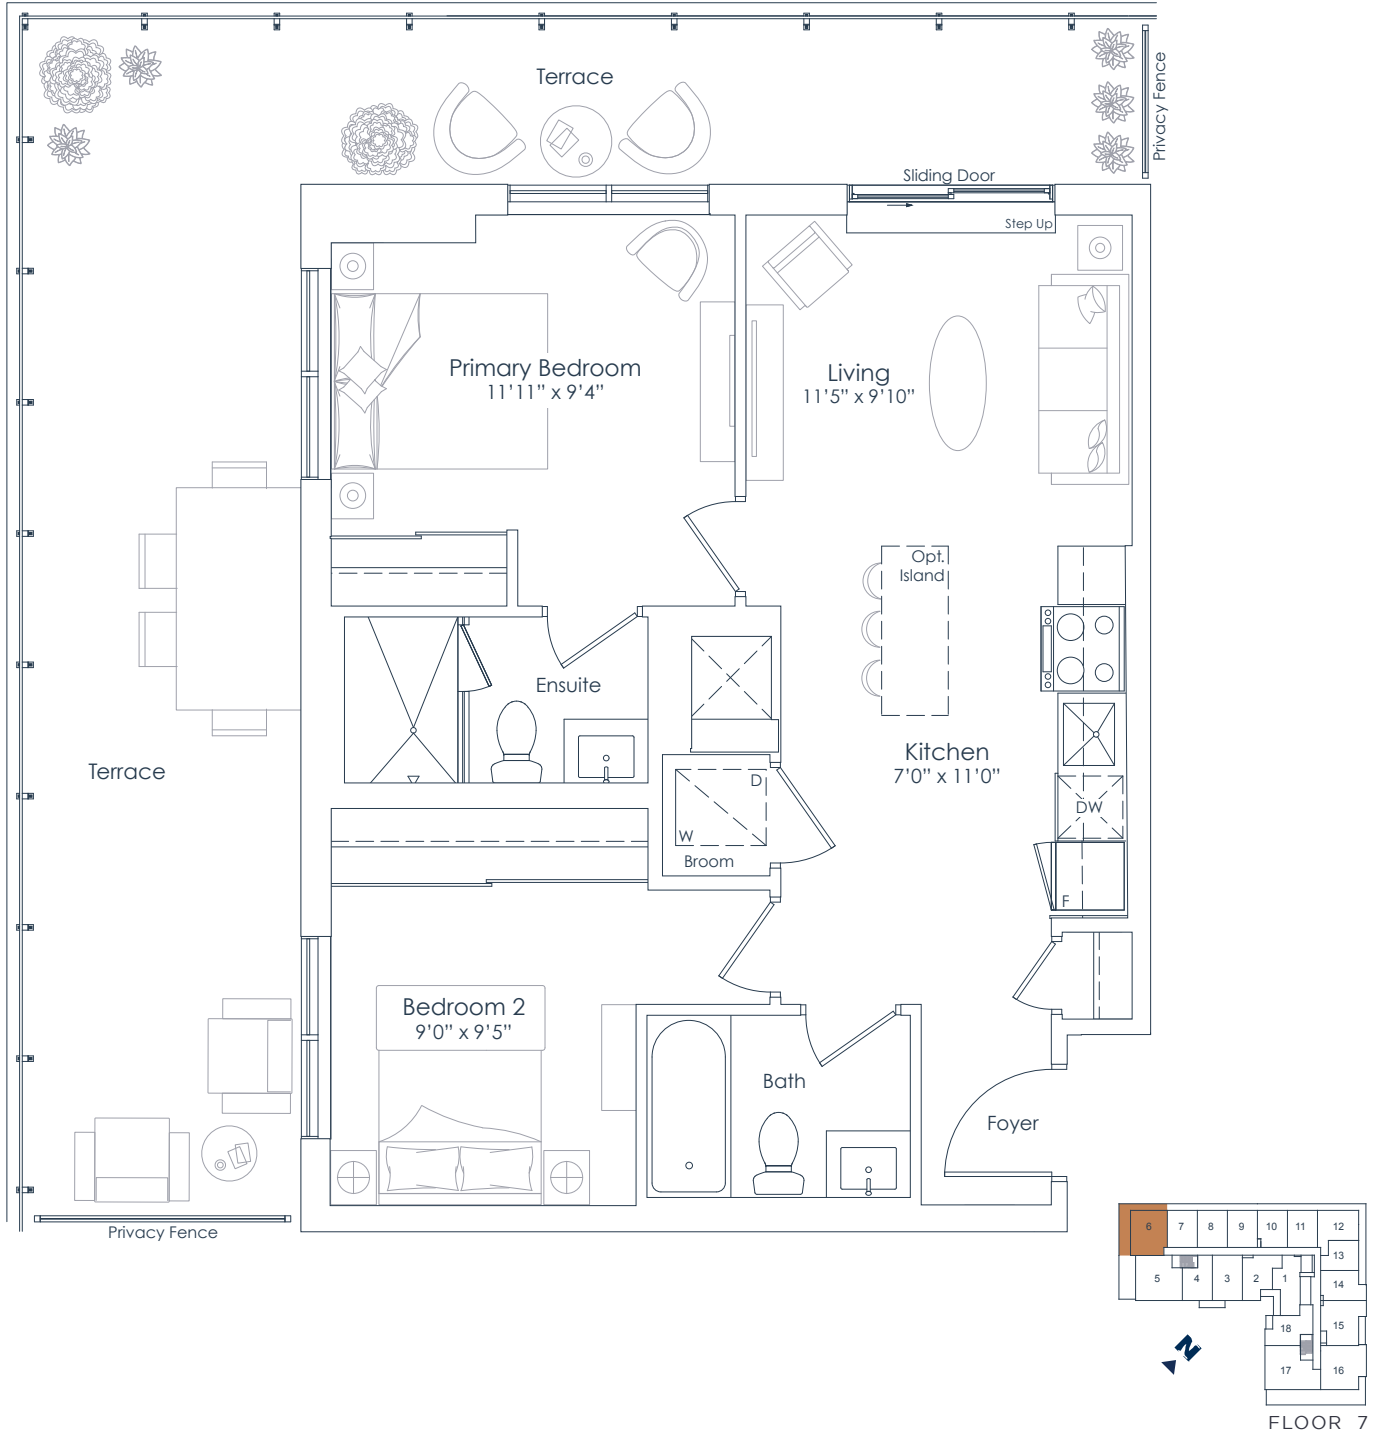 Terrace
Privacy Fence
Sliding Door
Step Up
Primary Bedroom
11'11” x 9'4”
Living
11'5” x 9'10”
Opt.
Island
Ensuite
Kitchen
7'0” x 11'0”
Terrace
D
W
Broom
DW
F
Bedroom 2
9'0” x 9'5”
Bath
Foyer
Privacy Fence
6 7 8 9 10 11 12
13
5 4 3 2 1 14
15
18
17 16
N
FLOOR 7